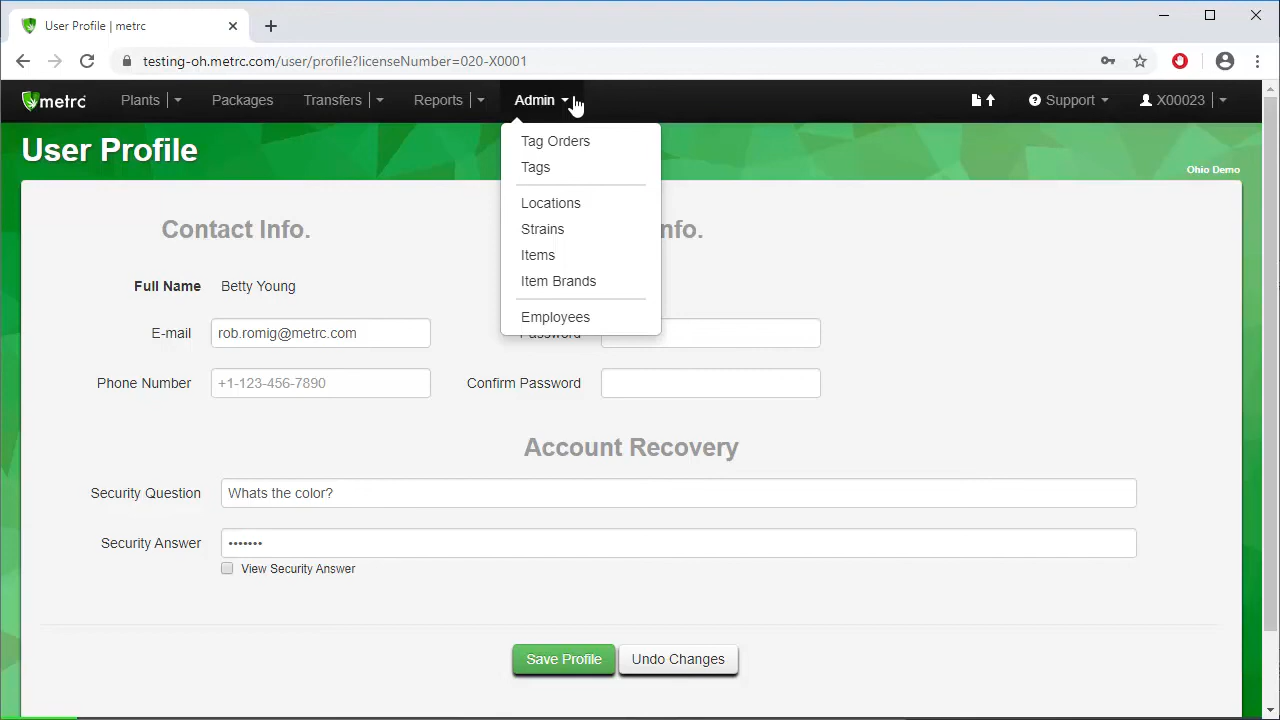 User Profile | metrc
testing-oh.metrc.com/user/profile?licenseNumber=020-X0001
metrc Plants Packages Transfers Reports Admin Support X00023
User Profile
Ohio Demo
Tag Orders
Tags
Locations
Strains
Items
Item Brands
Employees
Contact Info. nfo.
Full Name Betty Young
E-mail rob.romig@metrc.com Password
Phone Number +1-123-456-7890 Confirm Password
Account Recovery
Security Question Whats the color?
Security Answer •••••••
View Security Answer
Save Profile Undo Changes